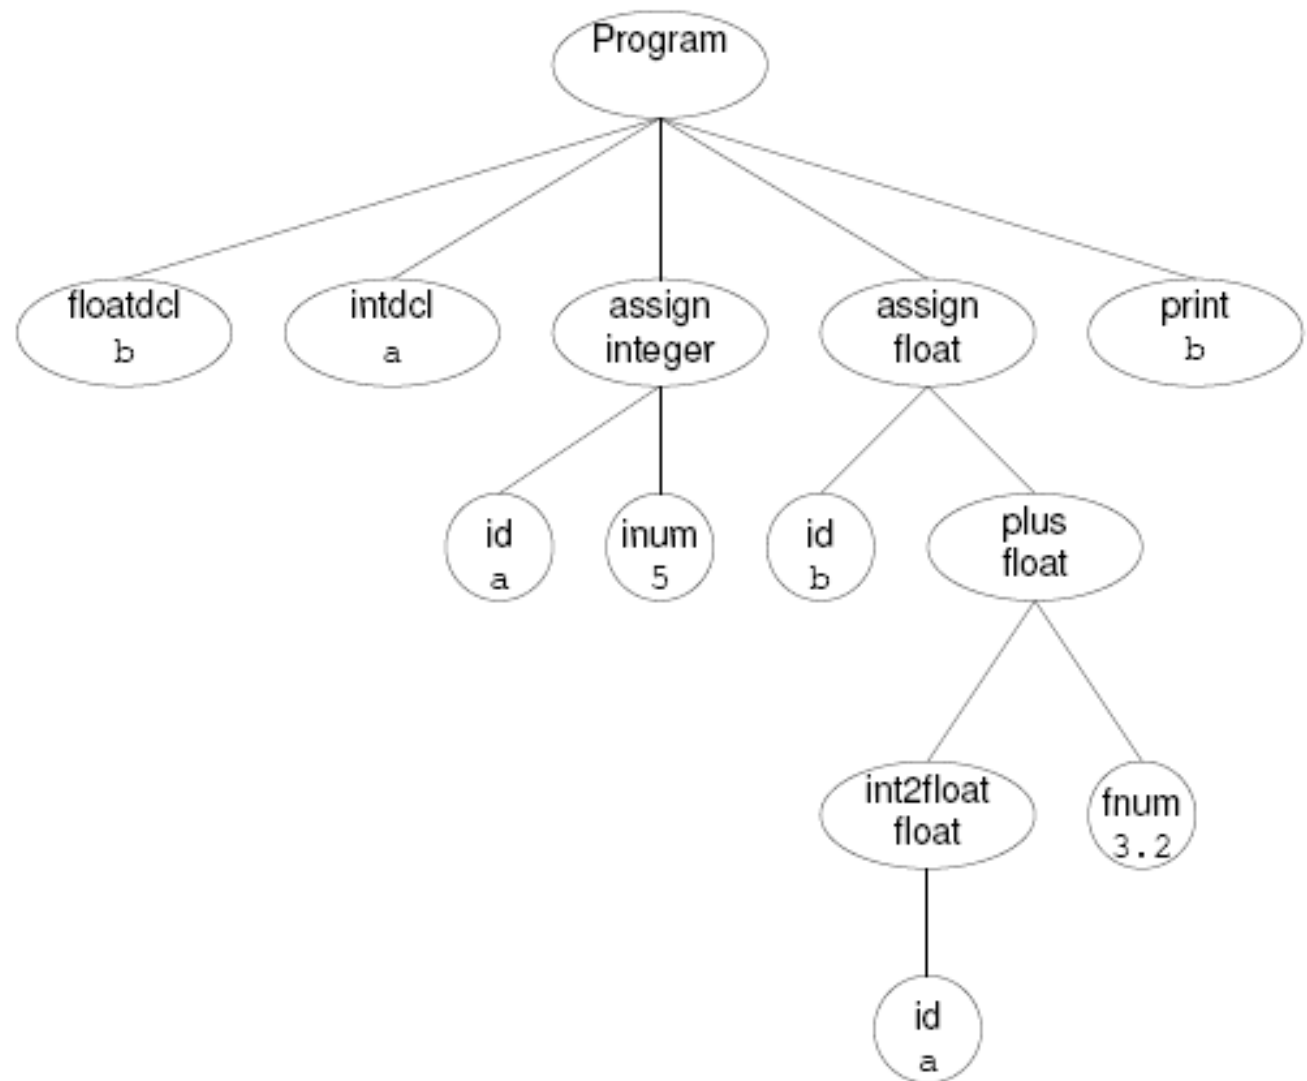 Program
floatdcl
b
intdcl
a
assign
integer
assign
float
print
b
id
a
inum
5
id
b
plus
float
int2float
float
fnum
3.2
id
a